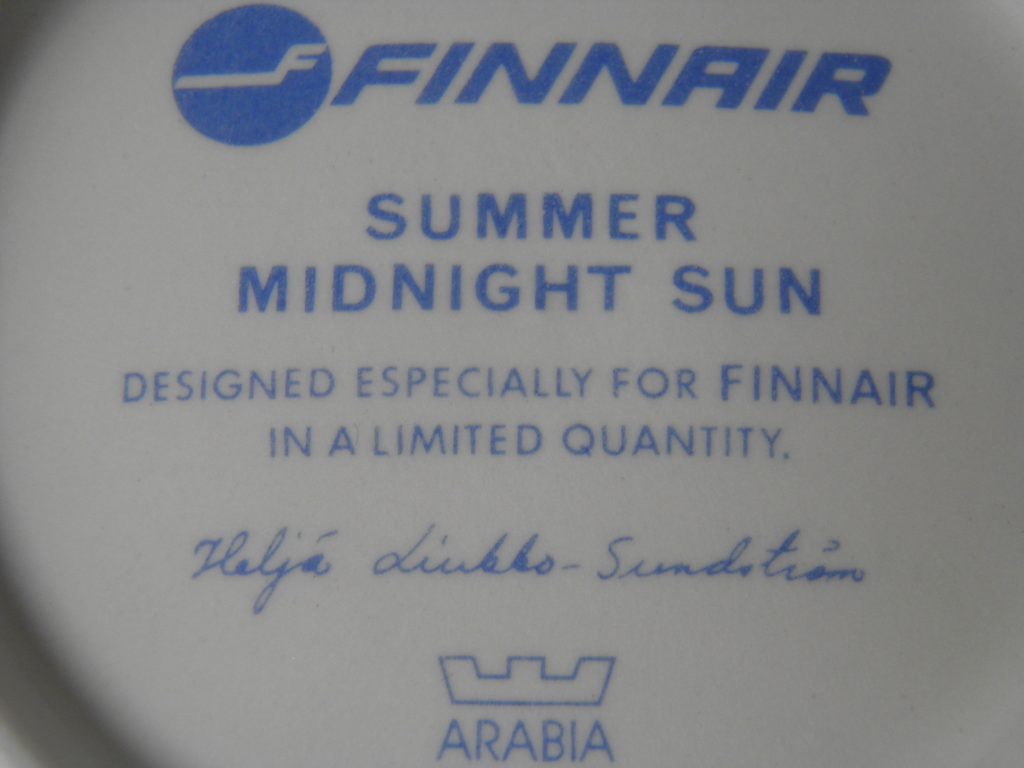 FINNAIR
SUMMER
MIDNIGHT SUN
DESIGNED ESPECIALLY FOR FINNAIR
IN A LIMITED QUANTITY.
Heljä Liukko-Sundström
ARABIA